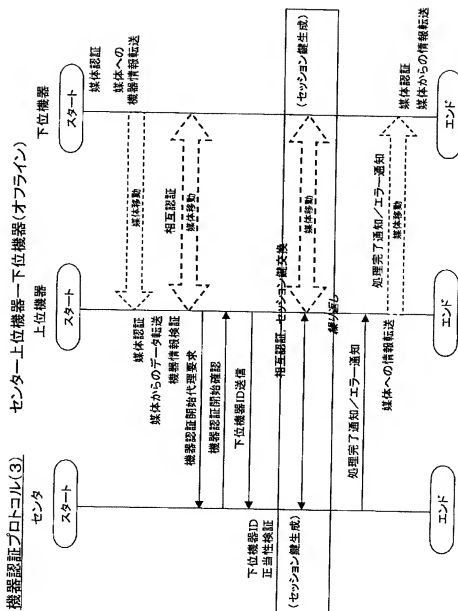 機器認証プロトコル(3)
センター上位機器ー下位機器(オフライン)
センタ
上位機器
下位機器
スタート
スタート
スタート
媒体認証
媒体への
機器情報転送
媒体移動
媒体認証
媒体からのデータ転送
機器情報検証
相互認証
媒体移動
機器認証開始代理要求
機器認証開始確認
下位機器ID送信
下位機器ID
正当性検証
相互認証、セッション鍵交換
(セッション鍵生成)
媒体移動
(セッション鍵生成)
繰り返し
処理完了通知/エラー通知
媒体への情報転送
処理完了通知/エラー通知
媒体移動
媒体認証
媒体からの情報転送
エンド
エンド
エンド